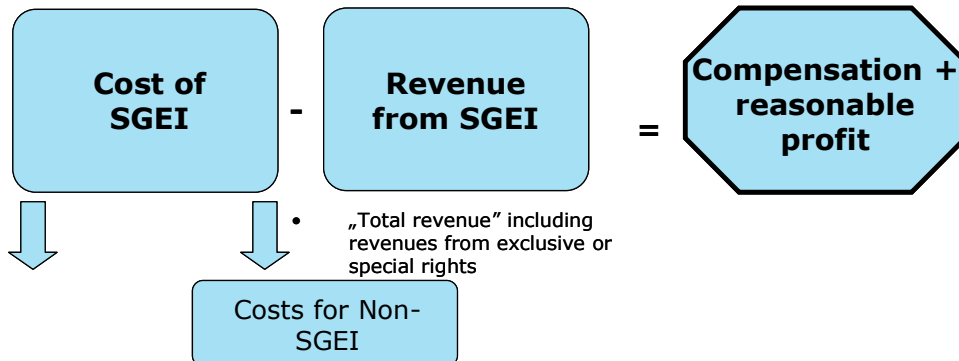 Cost of
SGEI
-
Revenue
from SGEI
=
Compensation +
reasonable
profit
• „Total revenue” including
revenues from exclusive or
special rights
Costs for Non-
SGEI